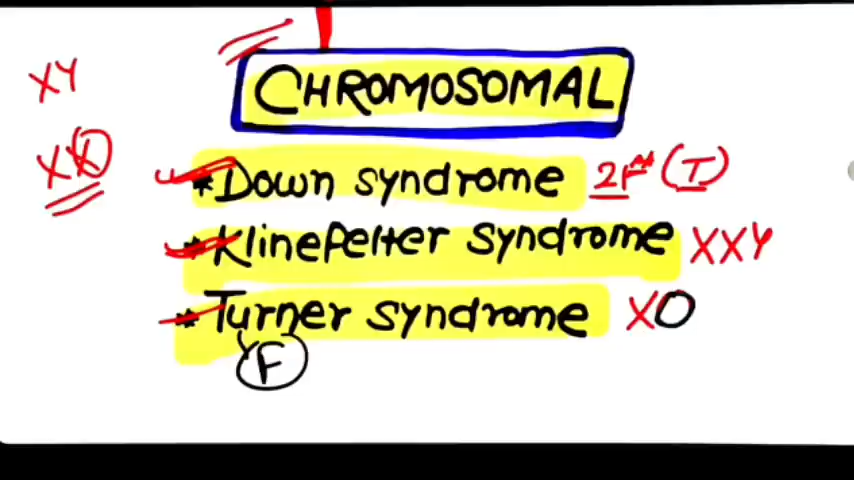 XY
XX
CHROMOSOMAL
*Down syndrome 21st (T)
*Klinefelter syndrome XXY
*Turner syndrome XO
F